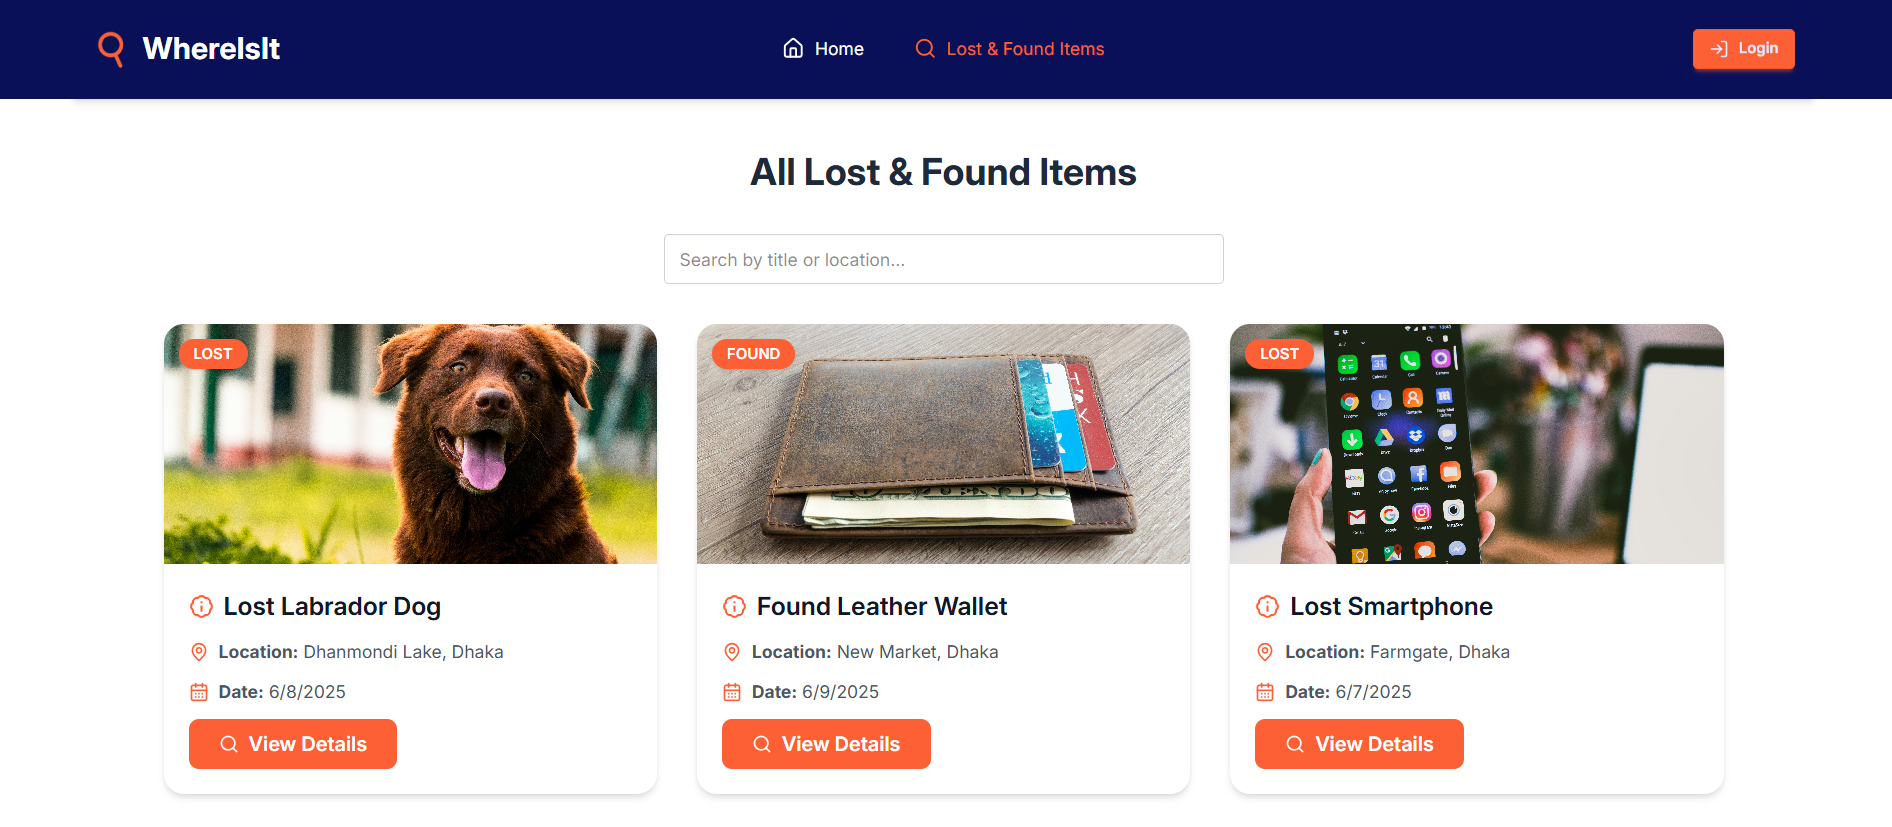 WhereIsIt
Home
Lost & Found Items
Login
All Lost & Found Items
Search by title or location...
LOST
FOUND
LOST
Lost Labrador Dog
Location: Dhanmondi Lake, Dhaka
Date: 6/8/2025
View Details
Found Leather Wallet
Location: New Market, Dhaka
Date: 6/9/2025
View Details
Lost Smartphone
Location: Farmgate, Dhaka
Date: 6/7/2025
View Details